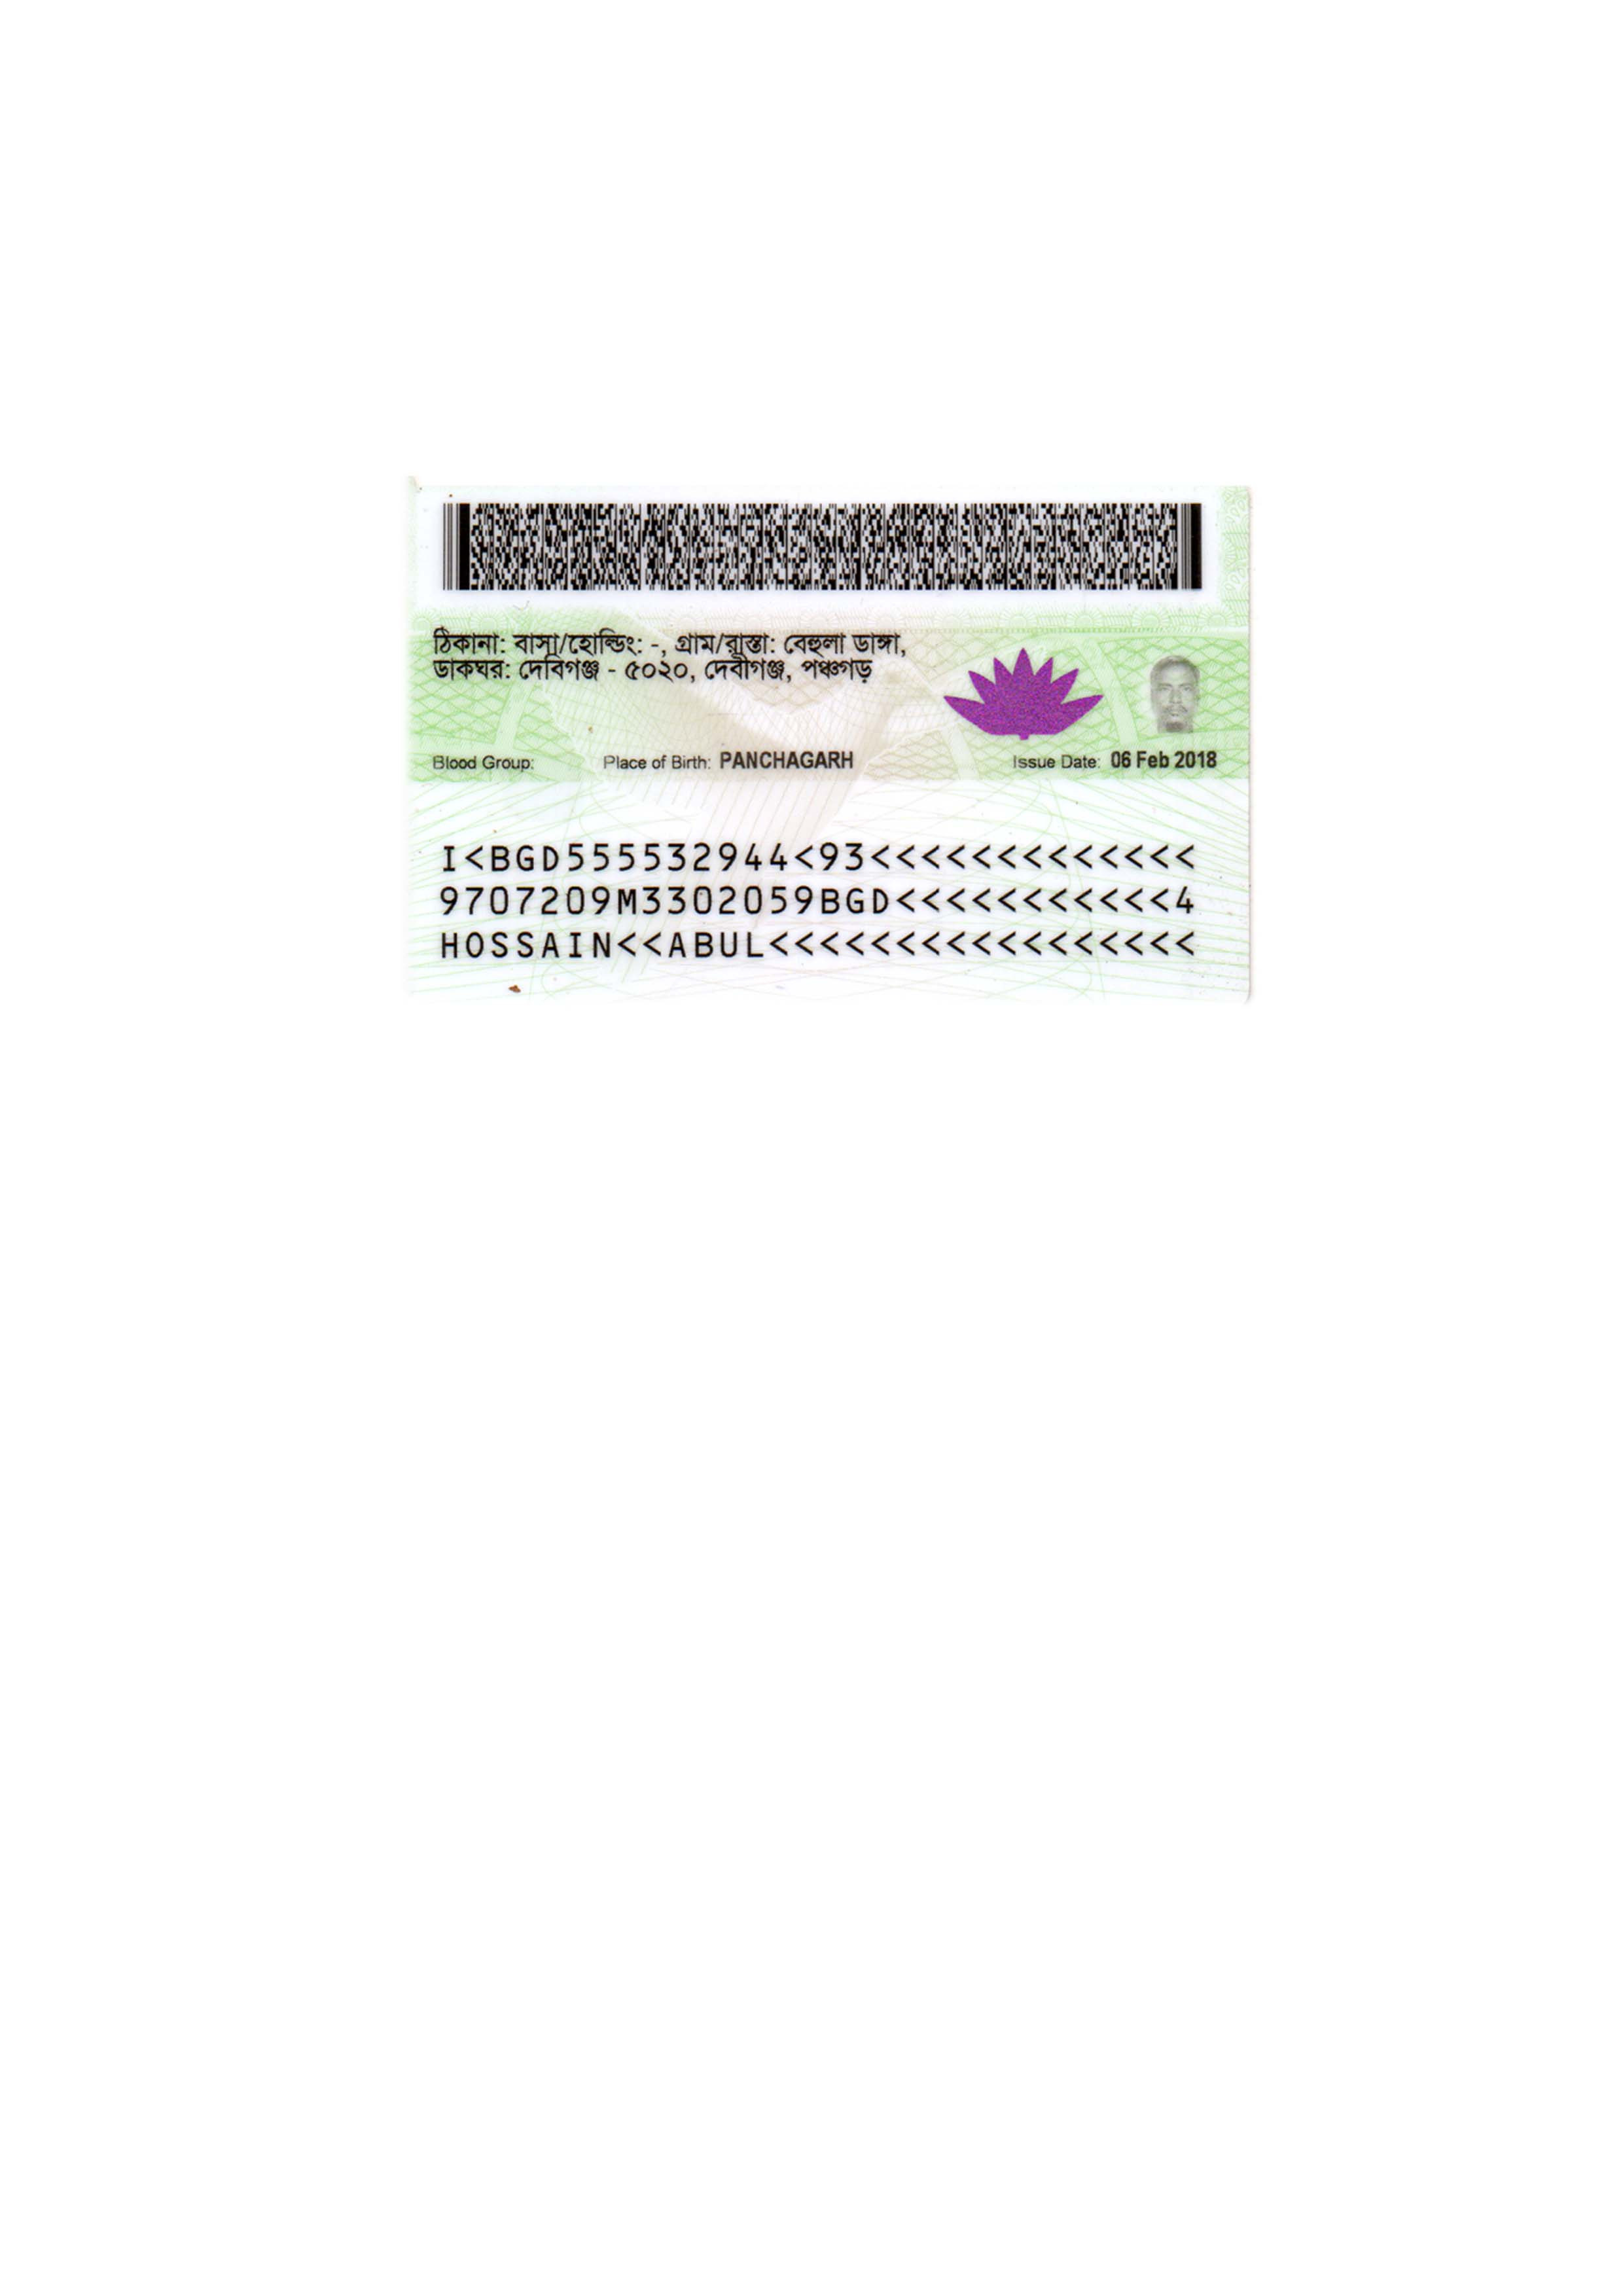 ঠিকানা: বাসা/হোল্ডিং: -, গ্রাম/রাস্তা: বেহুলা ডাঙ্গা,
ডাকঘর: দেবিগঞ্জ - ৫০২০, দেবীগঞ্জ, পঞ্চগড়
Blood Group: Place of Birth: PANCHAGARH Issue Date: 06 Feb 2018
I<BGD555532944<93<<<<<<<<<<<<<
9707209M3302059BGD<<<<<<<<<<<4
HOSSAIN<<ABUL<<<<<<<<<<<<<<<<<